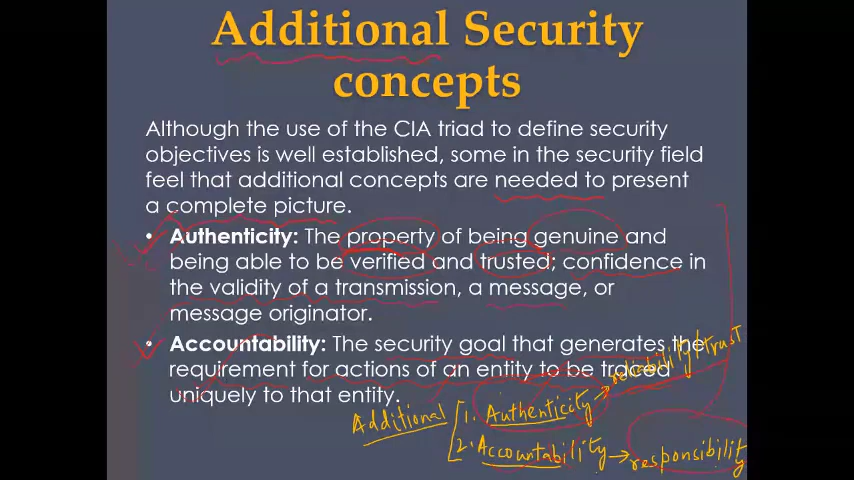 Additional Security
concepts
Although the use of the CIA triad to define security
objectives is well established, some in the security field
feel that additional concepts are needed to present
a complete picture.
• Authenticity: The property of being genuine and
being able to be verified and trusted; confidence in
the validity of a transmission, a message, or
message originator.
• Accountability: The security goal that generates the
requirement for actions of an entity to be traced
uniquely to that entity.
Additional [ 1. Authenticity → reliability/trust
2. Accountability → responsibility